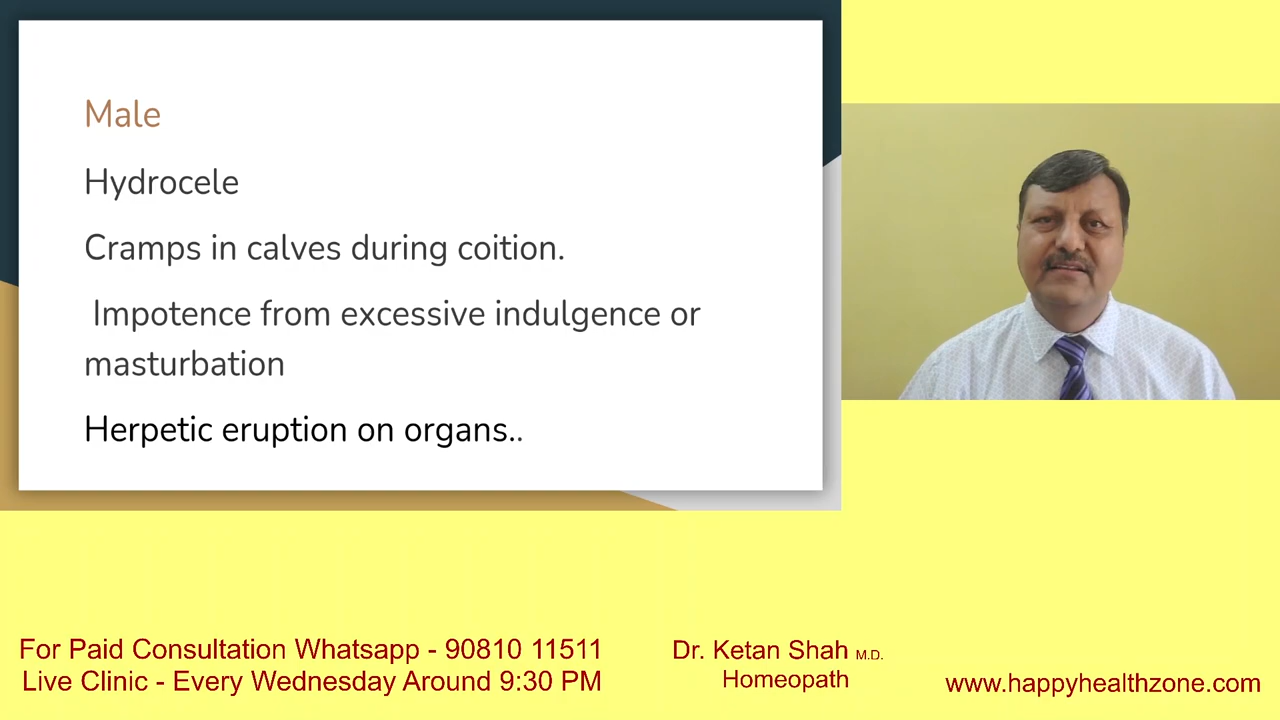 Male
Hydrocele
Cramps in calves during coition.
Impotence from excessive indulgence or
masturbation
Herpetic eruption on organs..
For Paid Consultation Whatsapp - 90810 11511
Live Clinic - Every Wednesday Around 9:30 PM
Dr. Ketan Shah M.D.
Homeopath
www.happyhealthzone.com